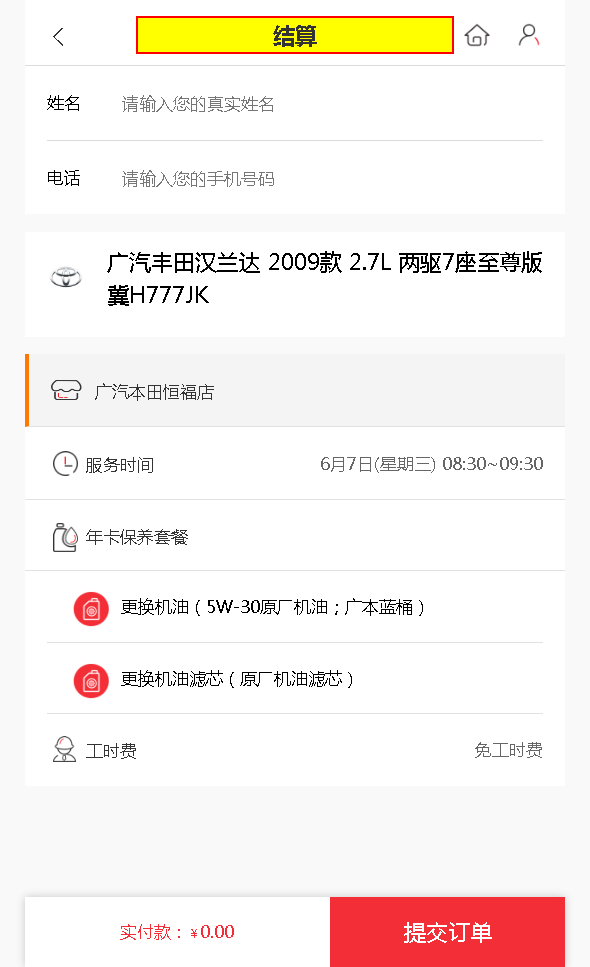 结算
姓名 请输入您的真实姓名
电话 请输入您的手机号码
广汽丰田汉兰达 2009款 2.7L 两驱7座至尊版
冀H777JK
广汽本田恒福店
服务时间 6月7日(星期三) 08:30~09:30
年卡保养套餐
更换机油（5W-30原厂机油；广本蓝桶）
更换机油滤芯（原厂机油滤芯）
工时费 免工时费
实付款：¥0.00 提交订单